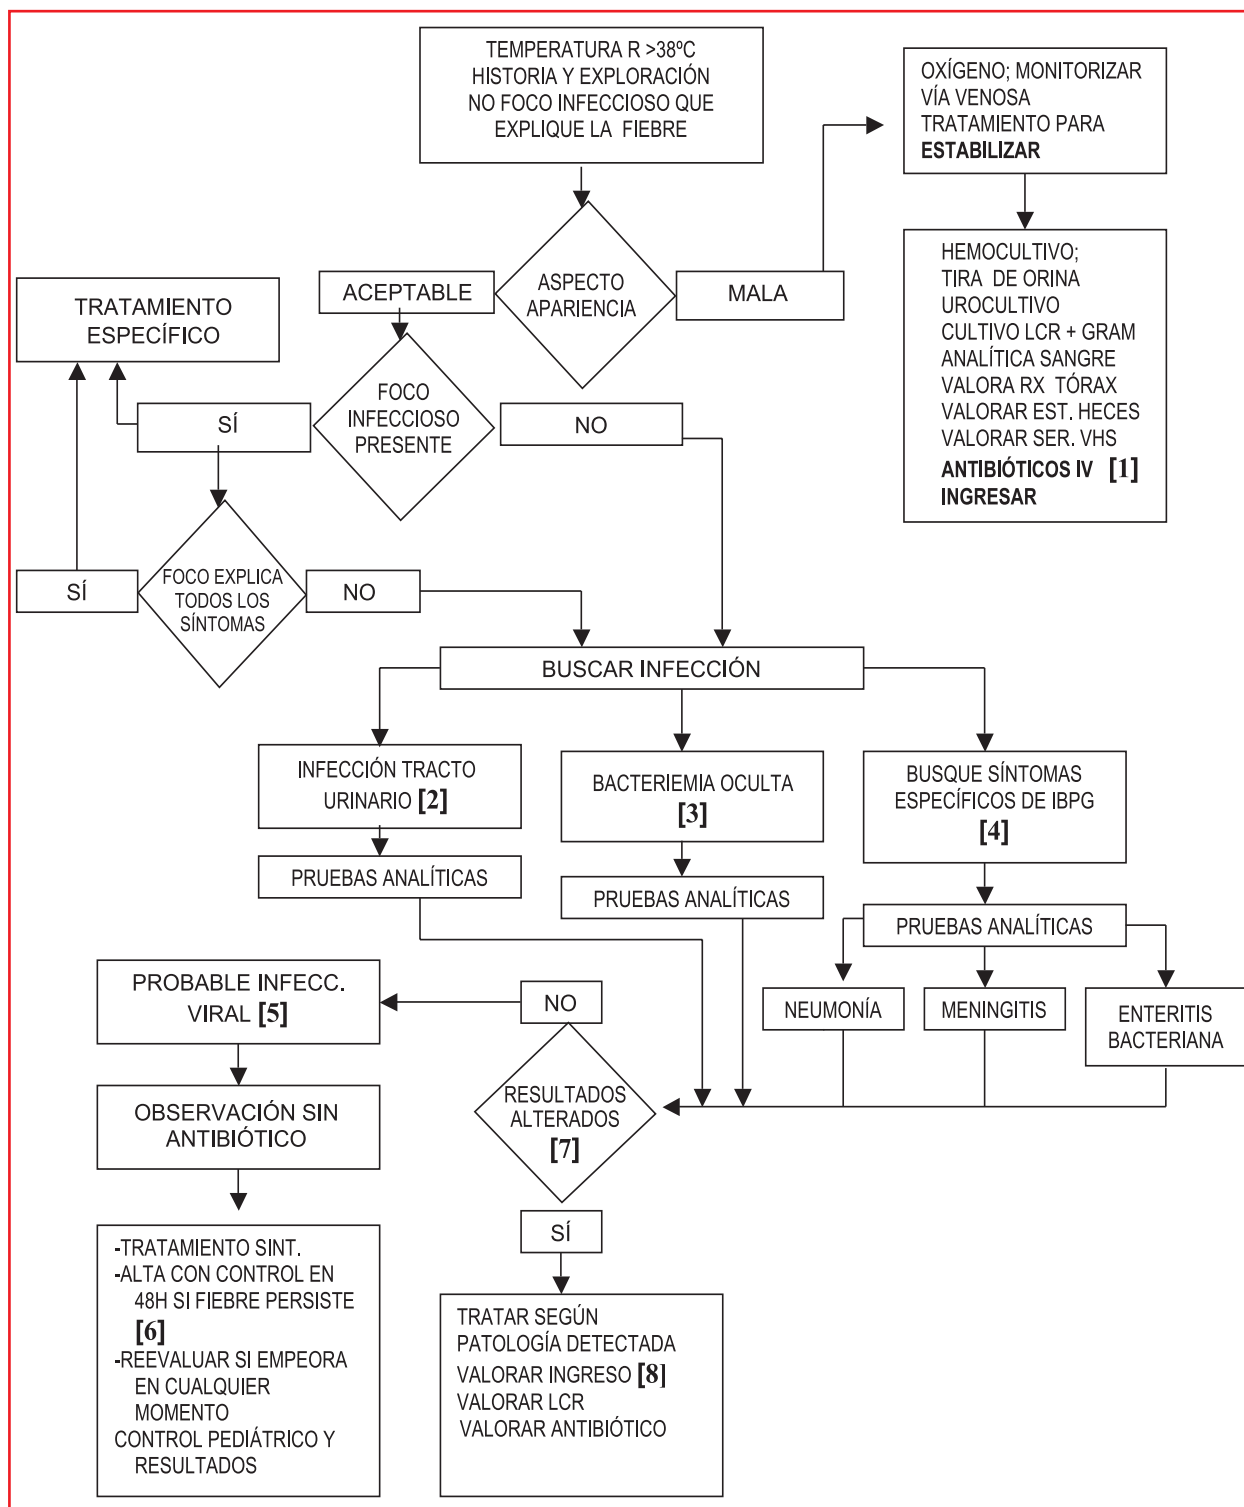 TEMPERATURA R >38ºC
HISTORIA Y EXPLORACIÓN
NO FOCO INFECCIOSO QUE
EXPLIQUE LA FIEBRE
OXÍGENO; MONITORIZAR
VÍA VENOSA
TRATAMIENTO PARA
ESTABILIZAR
HEMOCULTIVO;
TIRA DE ORINA
UROCULTIVO
CULTIVO LCR + GRAM
ANALÍTICA SANGRE
VALORA RX TÓRAX
VALORAR EST. HECES
VALORAR SER. VHS
ANTIBIÓTICOS IV [1]
INGRESAR
ASPECTO
APARIENCIA
ACEPTABLE
MALA
TRATAMIENTO
ESPECÍFICO
FOCO
INFECCIOSO
PRESENTE
SÍ
NO
FOCO EXPLICA
TODOS LOS
SÍNTOMAS
SÍ
NO
BUSCAR INFECCIÓN
INFECCIÓN TRACTO
URINARIO [2]
BACTERIEMIA OCULTA
[3]
BUSQUE SÍNTOMAS
ESPECÍFICOS DE IBPG
[4]
PRUEBAS ANALÍTICAS
PRUEBAS ANALÍTICAS
PRUEBAS ANALÍTICAS
NEUMONÍA
MENINGITIS
ENTERITIS
BACTERIANA
PROBABLE INFECC.
VIRAL [5]
NO
RESULTADOS
ALTERADOS
[7]
SÍ
OBSERVACIÓN SIN
ANTIBIÓTICO
-TRATAMIENTO SINT.
-ALTA CON CONTROL EN
48H SI FIEBRE PERSISTE
[6]
-REEVALUAR SI EMPEORA
EN CUALQUIER
MOMENTO
CONTROL PEDIÁTRICO Y
RESULTADOS
TRATAR SEGÚN
PATOLOGÍA DETECTADA
VALORAR INGRESO [8]
VALORAR LCR
VALORAR ANTIBIÓTICO